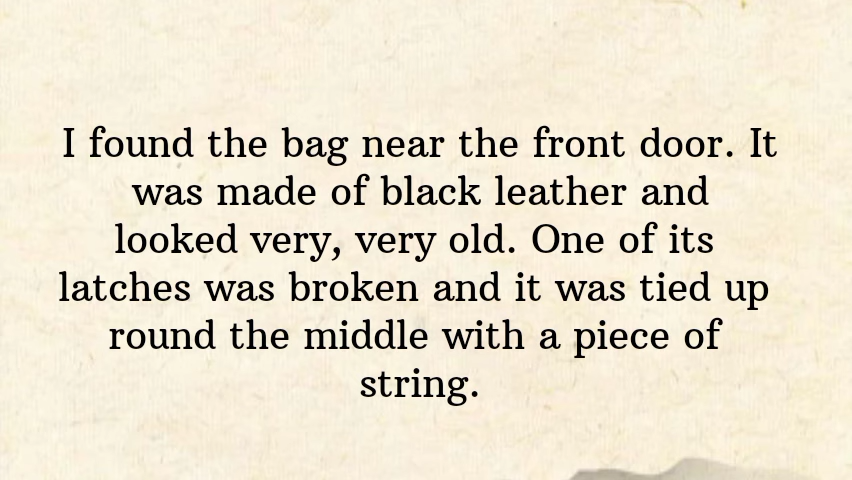 I found the bag near the front door. It
was made of black leather and
looked very, very old. One of its
latches was broken and it was tied up
round the middle with a piece of
string.